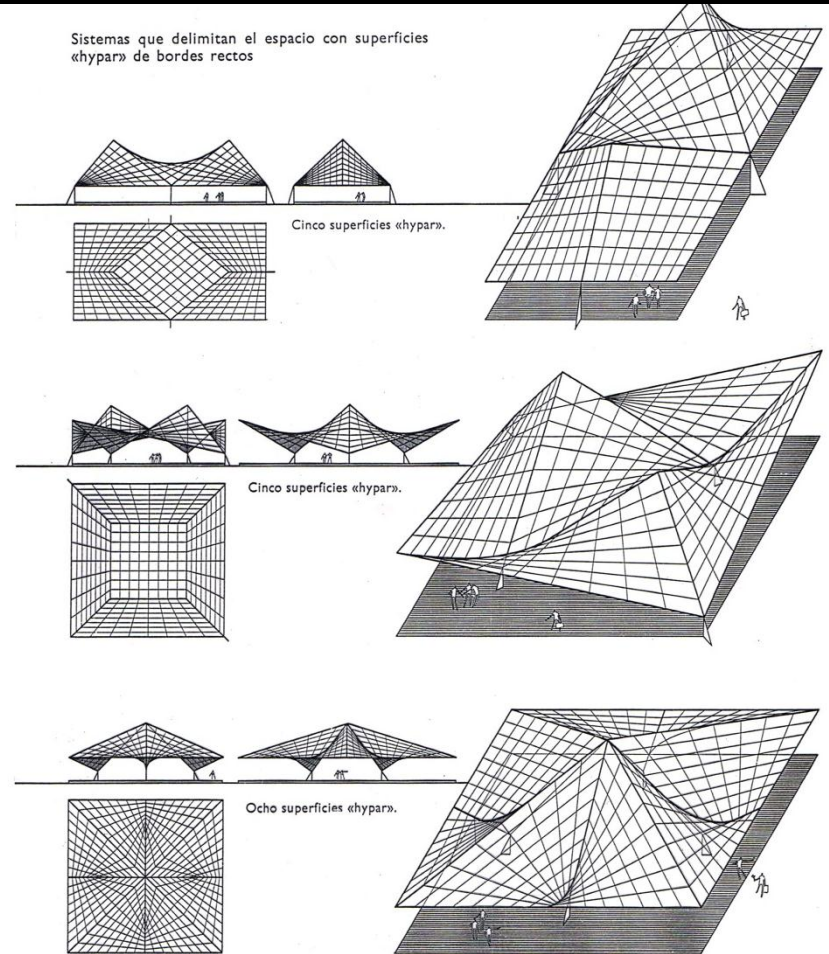 Sistemas que delimitan el espacio con superficies
«hypar» de bordes rectos
Cinco superficies «hypar».
Cinco superficies «hypar».
Ocho superficies «hypar».